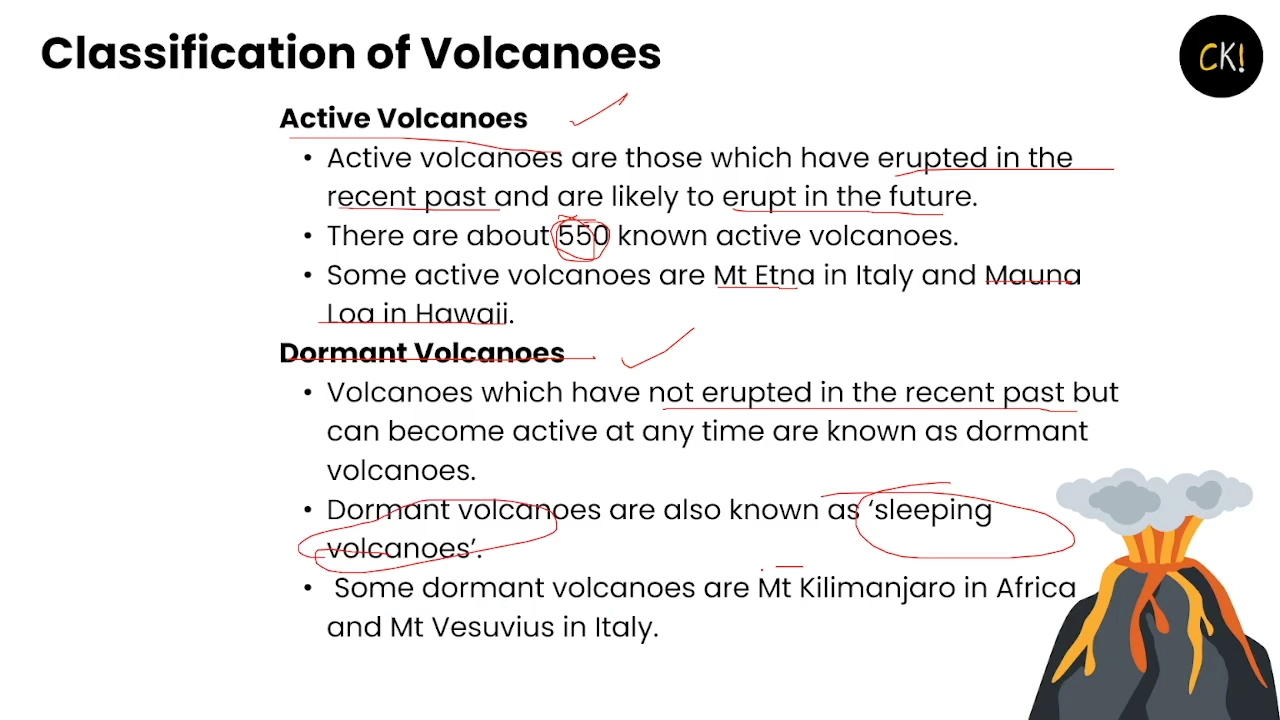 Classification of Volcanoes
CK!
Active Volcanoes
• Active volcanoes are those which have erupted in the
recent past and are likely to erupt in the future.
• There are about 550 known active volcanoes.
• Some active volcanoes are Mt Etna in Italy and Mauna
Loa in Hawaii.
Dormant Volcanoes
• Volcanoes which have not erupted in the recent past but
can become active at any time are known as dormant
volcanoes.
• Dormant volcanoes are also known as ‘sleeping
volcanoes’.
• Some dormant volcanoes are Mt Kilimanjaro in Africa
and Mt Vesuvius in Italy.